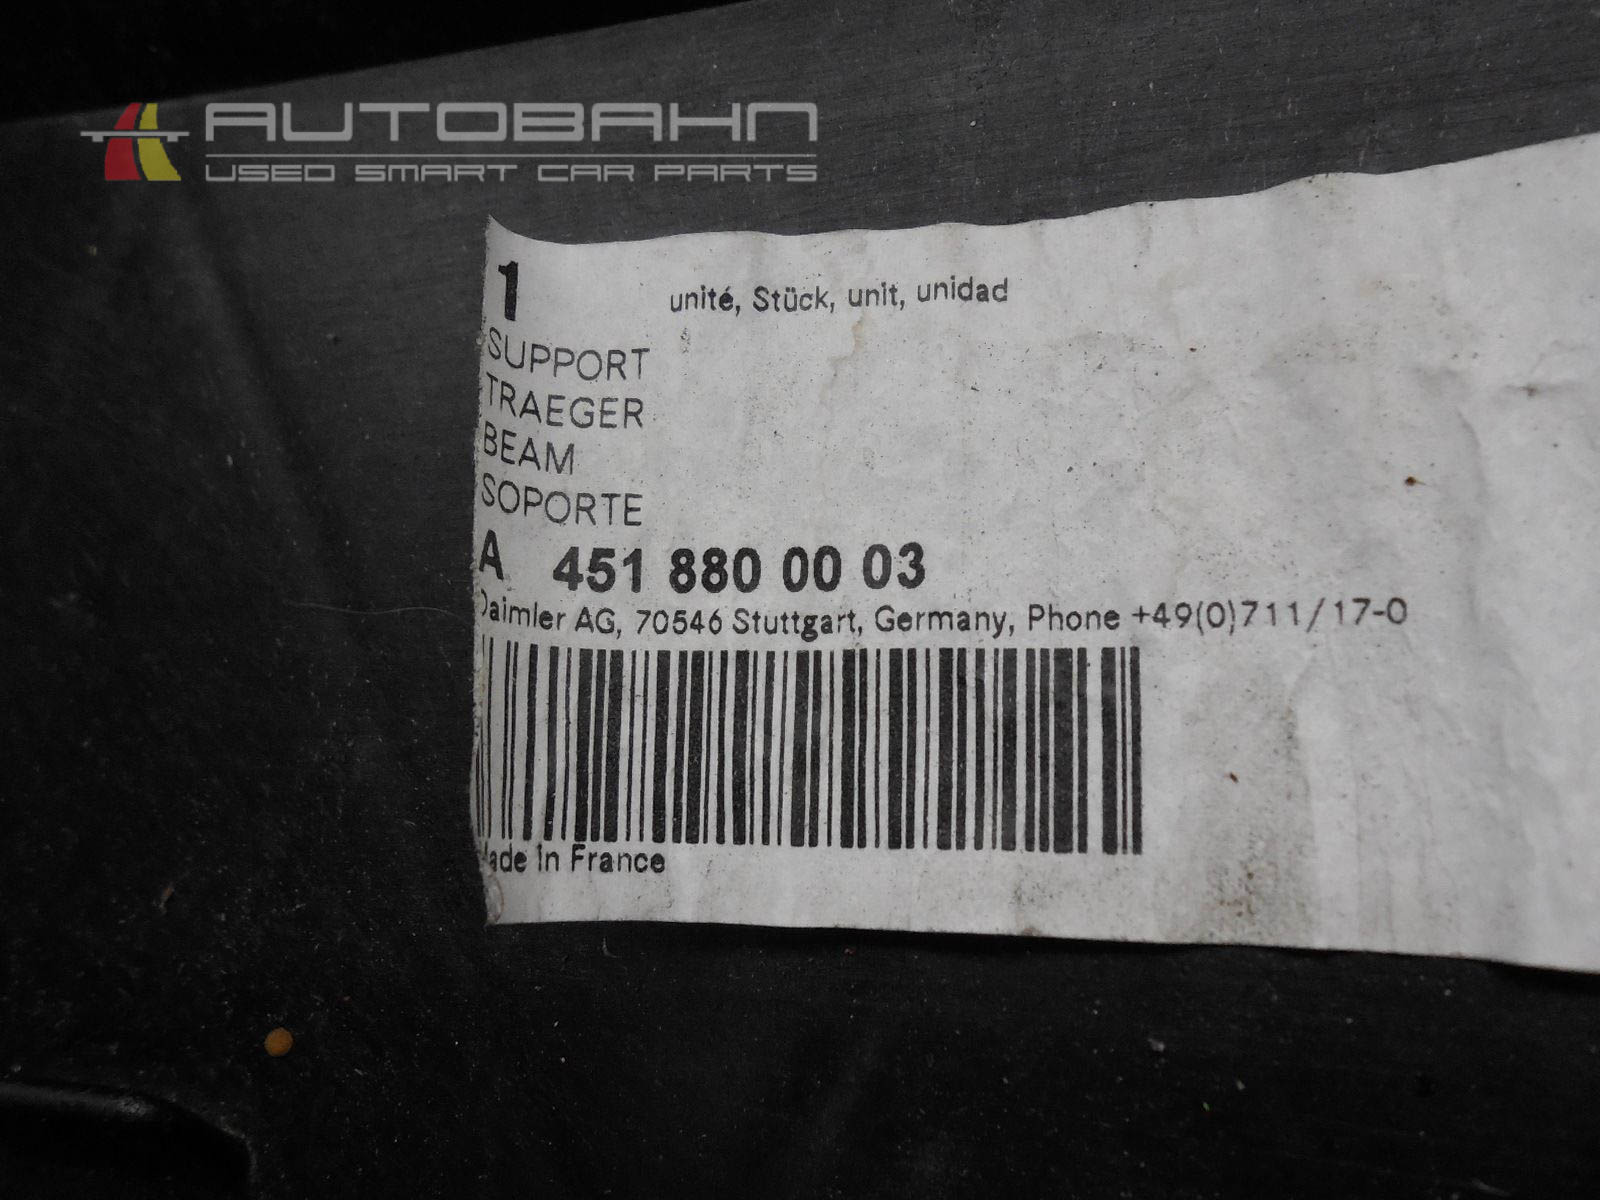 AUTOBAHN
USED SMART CAR PARTS
1 unité, Stück, unit, unidad
SUPPORT
TRAEGER
BEAM
SOPORTE
A 451 880 00 03
Daimler AG, 70546 Stuttgart, Germany, Phone +49(0)711/17-0
Made in France